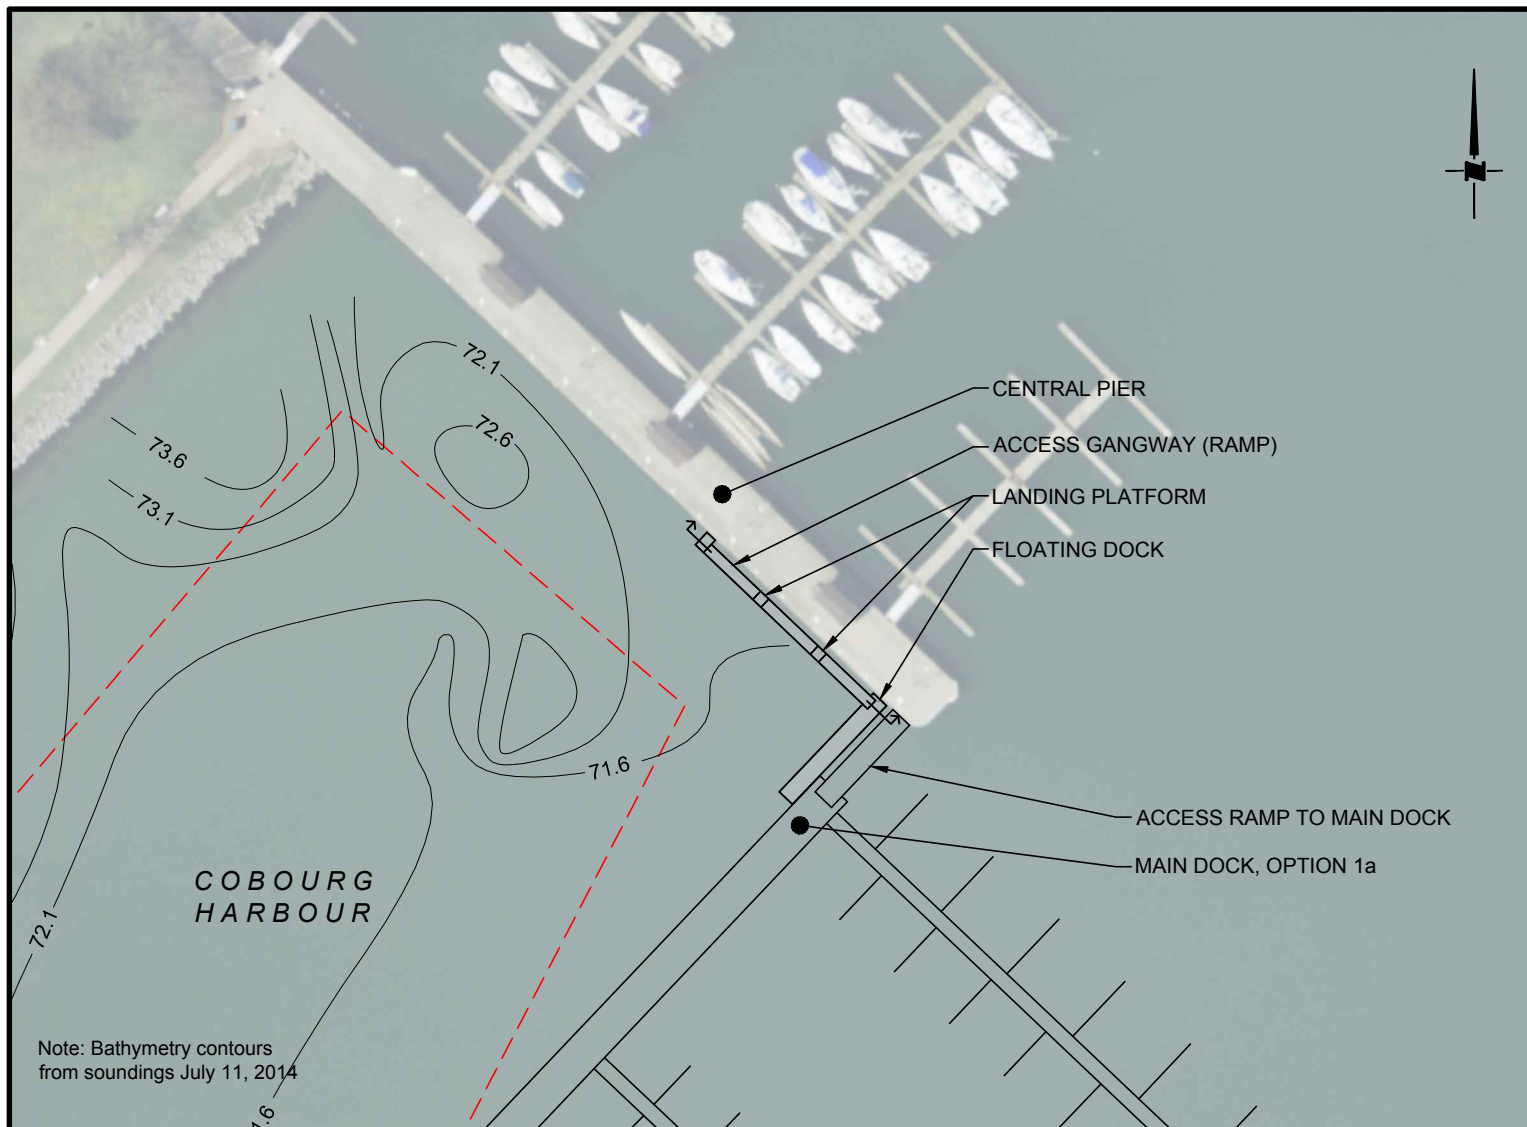 72.1
72.6
73.6
73.1
CENTRAL PIER
ACCESS GANGWAY (RAMP)
LANDING PLATFORM
FLOATING DOCK
71.6
ACCESS RAMP TO MAIN DOCK
MAIN DOCK, OPTION 1a
COBOURG
HARBOUR
72.1
Note: Bathymetry contours
from soundings July 11, 2014
1.6